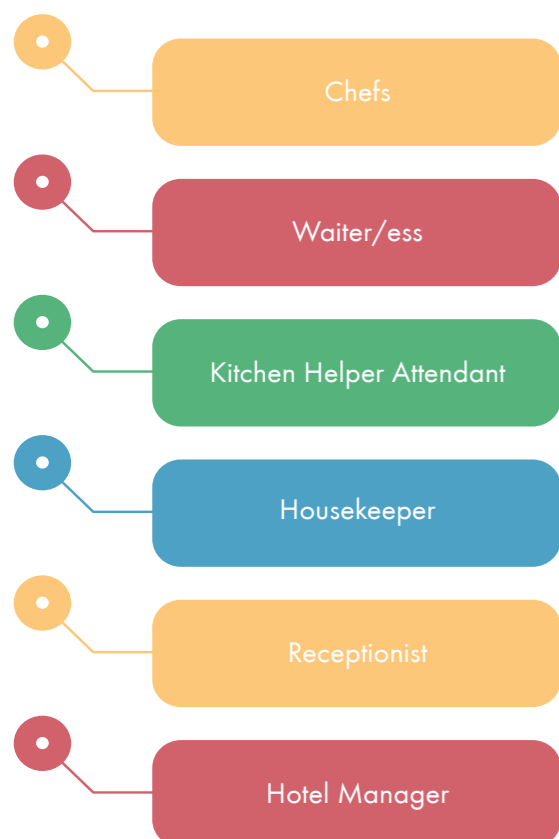 Chefs
Waiter/ess
Kitchen Helper Attendant
Housekeeper
Receptionist
Hotel Manager